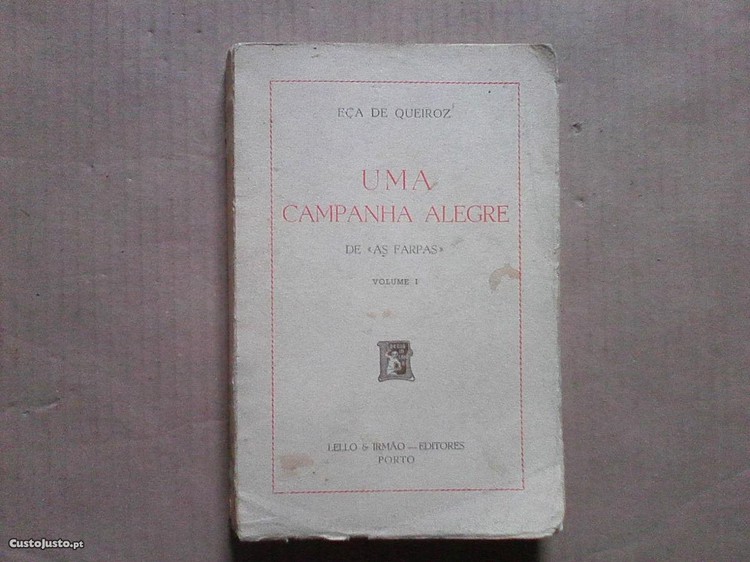 EÇA DE QUEIROZ
UMA
CAMPANHA ALEGRE
DE «AS FARPAS»
VOLUME I
LELLO & IRMÃO — EDITORES
PORTO
CustoJusto.pt